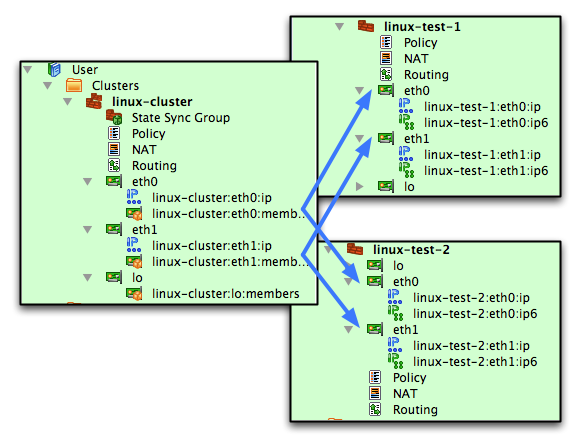 User
Clusters
linux-cluster
State Sync Group
Policy
NAT
Routing
eth0
linux-cluster:eth0:ip
linux-cluster:eth0:memb...
eth1
linux-cluster:eth1:ip
linux-cluster:eth1:memb...
lo
linux-cluster:lo:members
linux-test-1
Policy
NAT
Routing
eth0
linux-test-1:eth0:ip
linux-test-1:eth0:ip6
eth1
linux-test-1:eth1:ip
linux-test-1:eth1:ip6
lo
linux-test-2
lo
eth0
linux-test-2:eth0:ip
linux-test-2:eth0:ip6
eth1
linux-test-2:eth1:ip
linux-test-2:eth1:ip6
Policy
NAT
Routing